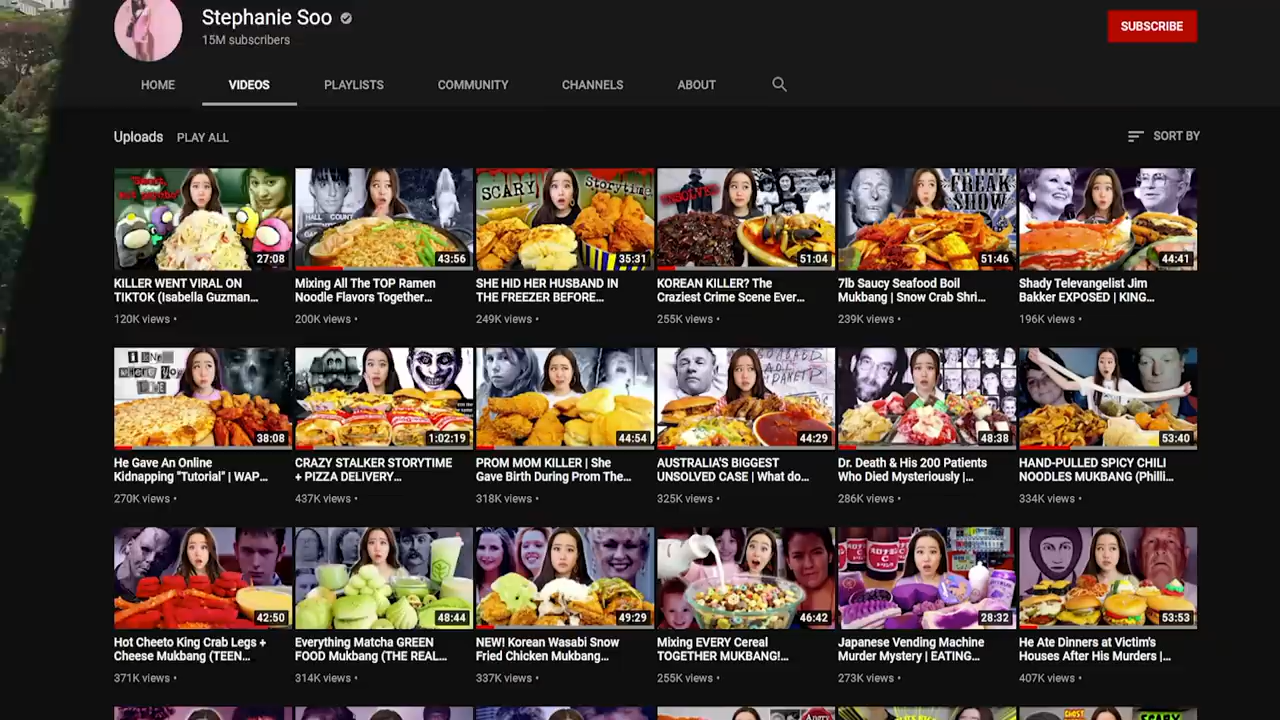 Stephanie Soo
15M subscribers
SUBSCRIBE
HOME
VIDEOS
PLAYLISTS
COMMUNITY
CHANNELS
ABOUT
Uploads
PLAY ALL
SORT BY
27:08
HALL COUNT
43:56
SCARY Storytime
35:31
UNSOLVED
51:04
FREAK
SHOW
51:46
44:41
KILLER WENT VIRAL ON
TIKTOK (Isabella Guzman...
120K views •
Mixing All The TOP Ramen
Noodle Flavors Together...
200K views •
SHE HID HER HUSBAND IN
THE FREEZER BEFORE...
249K views •
KOREAN KILLER? The
Craziest Crime Scene Ever...
255K views •
7lb Saucy Seafood Boil
Mukbang | Snow Crab Shri...
239K views •
Shady Televangelist Jim
Bakker EXPOSED | KING...
196K views •
38:08
1:02:19
44:54
44:29
48:38
53:40
He Gave An Online
Kidnapping "Tutorial" | WAP...
270K views •
CRAZY STALKER STORYTIME
+ PIZZA DELIVERY...
437K views •
PROM MOM KILLER | She
Gave Birth During Prom The...
318K views •
AUSTRALIA'S BIGGEST
UNSOLVED CASE | What do...
325K views •
Dr. Death & His 200 Patients
Who Died Mysteriously |...
286K views •
HAND-PULLED SPICY CHILI
NOODLES MUKBANG (Philli...
334K views •
42:50
48:44
49:29
46:42
28:32
53:53
Hot Cheeto King Crab Legs +
Cheese Mukbang (TEEN...
371K views •
Everything Matcha GREEN
FOOD Mukbang (THE REAL...
314K views •
NEW! Korean Wasabi Snow
Fried Chicken Mukbang...
337K views •
Mixing EVERY Cereal
TOGETHER MUKBANG!...
255K views •
Japanese Vending Machine
Murder Mystery | EATING...
273K views •
He Ate Dinners at Victim's
Houses After His Murders |...
407K views •